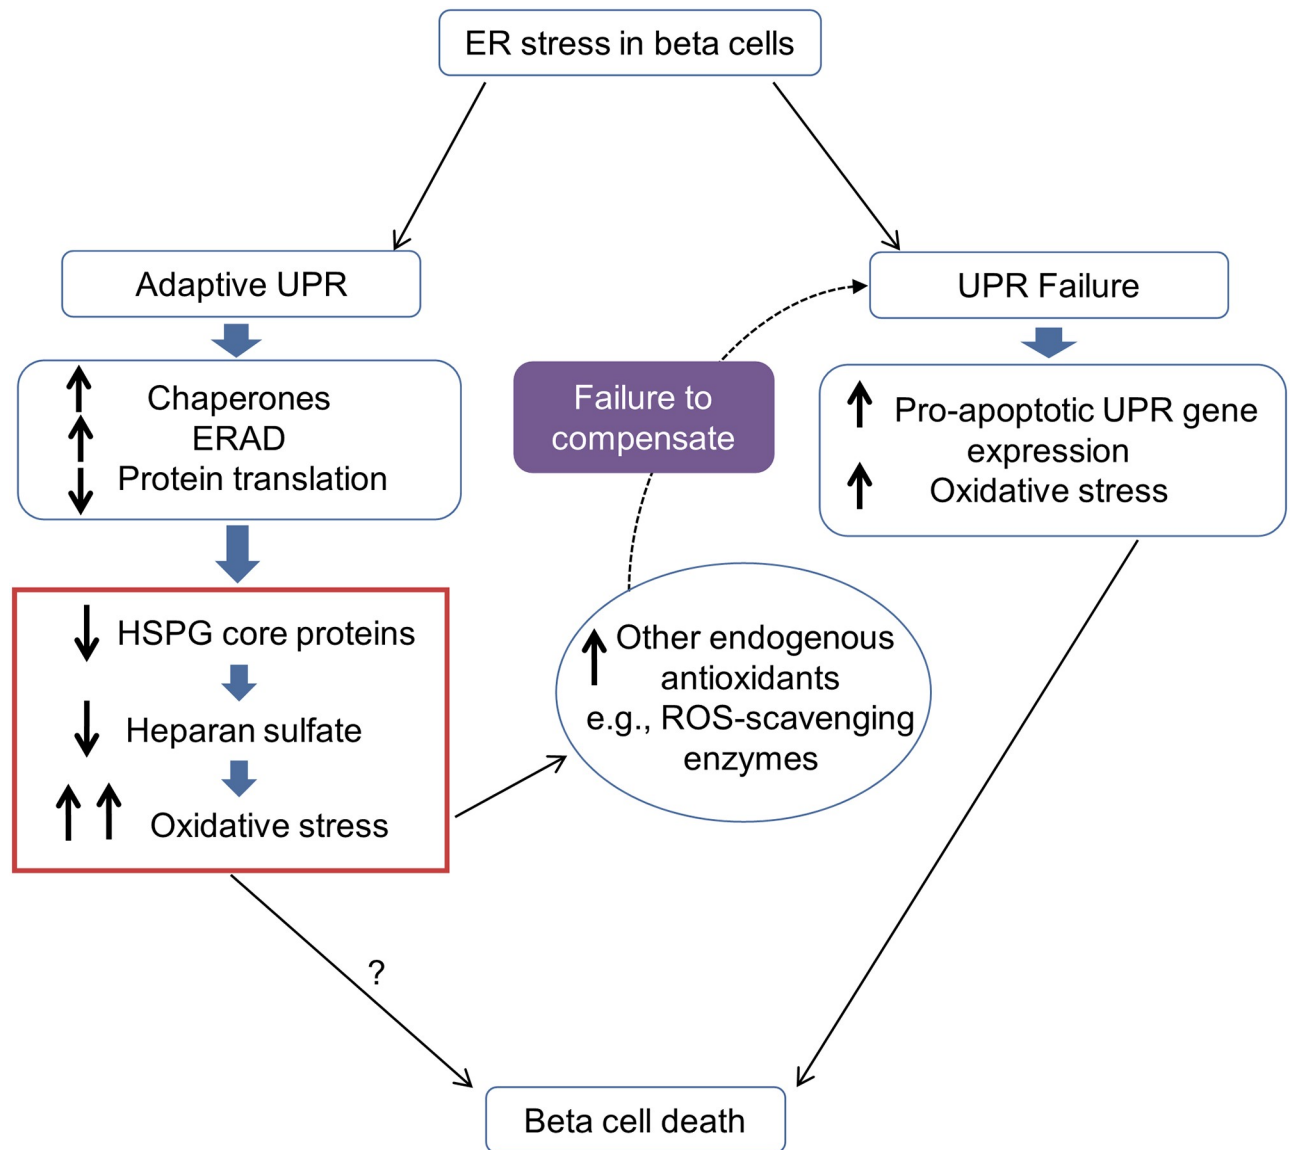 ER stress in beta cells
Adaptive UPR
UPR Failure
Chaperones
ERAD
Protein translation
Failure to
compensate
Pro-apoptotic UPR gene
expression
Oxidative stress
HSPG core proteins
Heparan sulfate
Oxidative stress
Other endogenous
antioxidants
e.g., ROS-scavenging
enzymes
?
Beta cell death